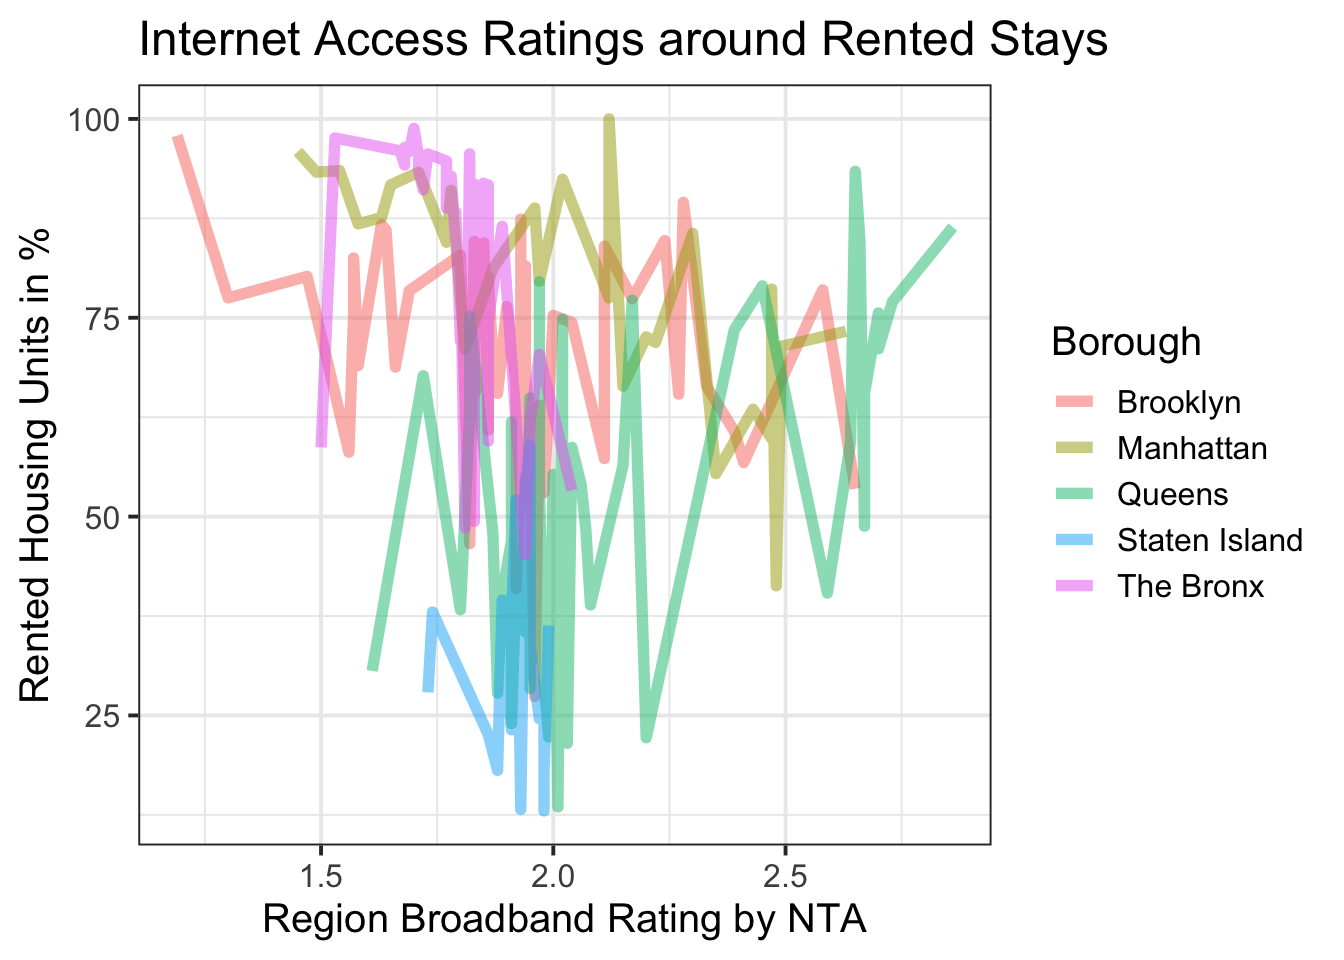 Internet Access Ratings around Rented Stays
Rented Housing Units in %
100
75
50
25
1.5
2.0
2.5
Region Broadband Rating by NTA
Borough
Brooklyn
Manhattan
Queens
Staten Island
The Bronx